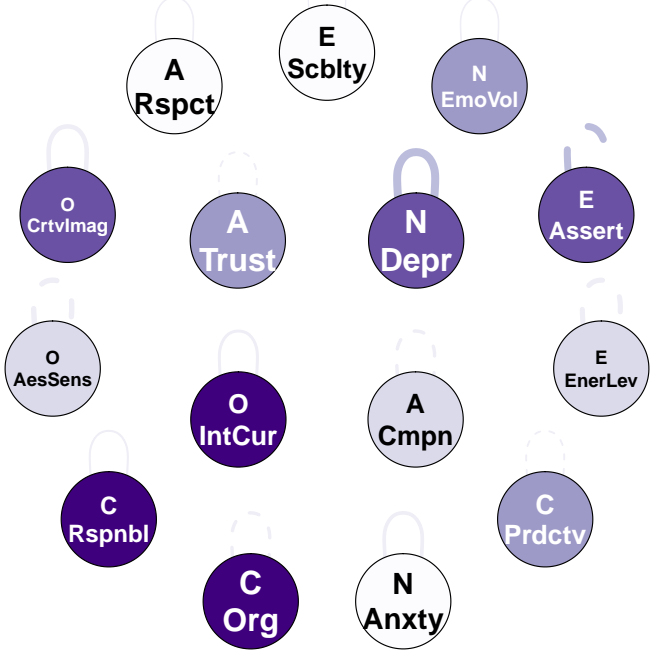 E
Scblty
A
Rspct
N
EmoVol
O
CrtvImag
A
Trust
N
Depr
E
Assert
O
AesSens
E
EnerLev
O
IntCur
A
Cmpn
C
Rspnbl
C
Prdctv
C
Org
N
Anxty